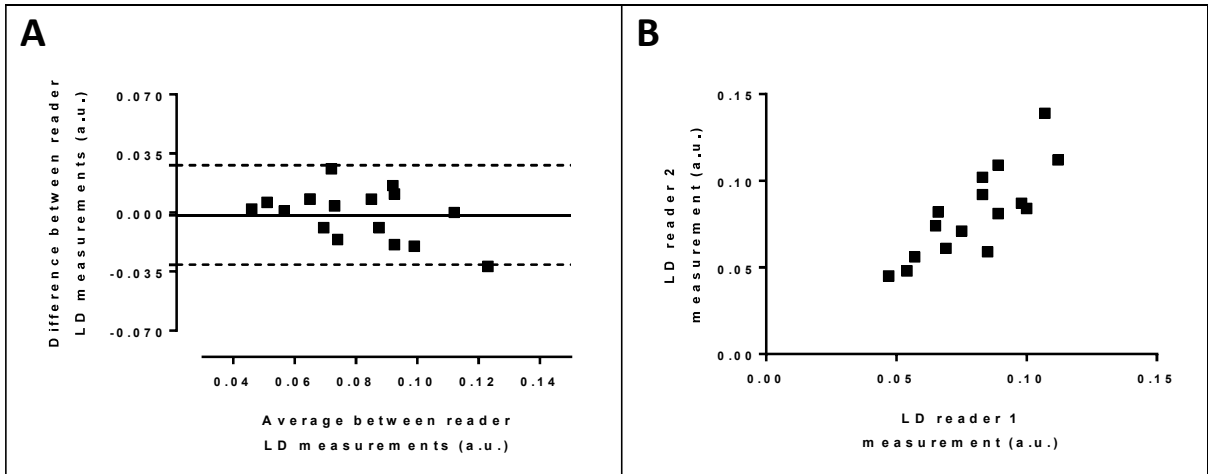 A
Difference between reader
LD measurements (a.u.)
0.070
0.035
0.000
-0.035
-0.070
0.04 0.06 0.08 0.10 0.12 0.14
Average between reader
LD measurements (a.u.)
B
LD reader 2
measurement (a.u.)
0.15
0.10
0.05
0.00
0.00 0.05 0.10 0.15
LD reader 1
measurement (a.u.)